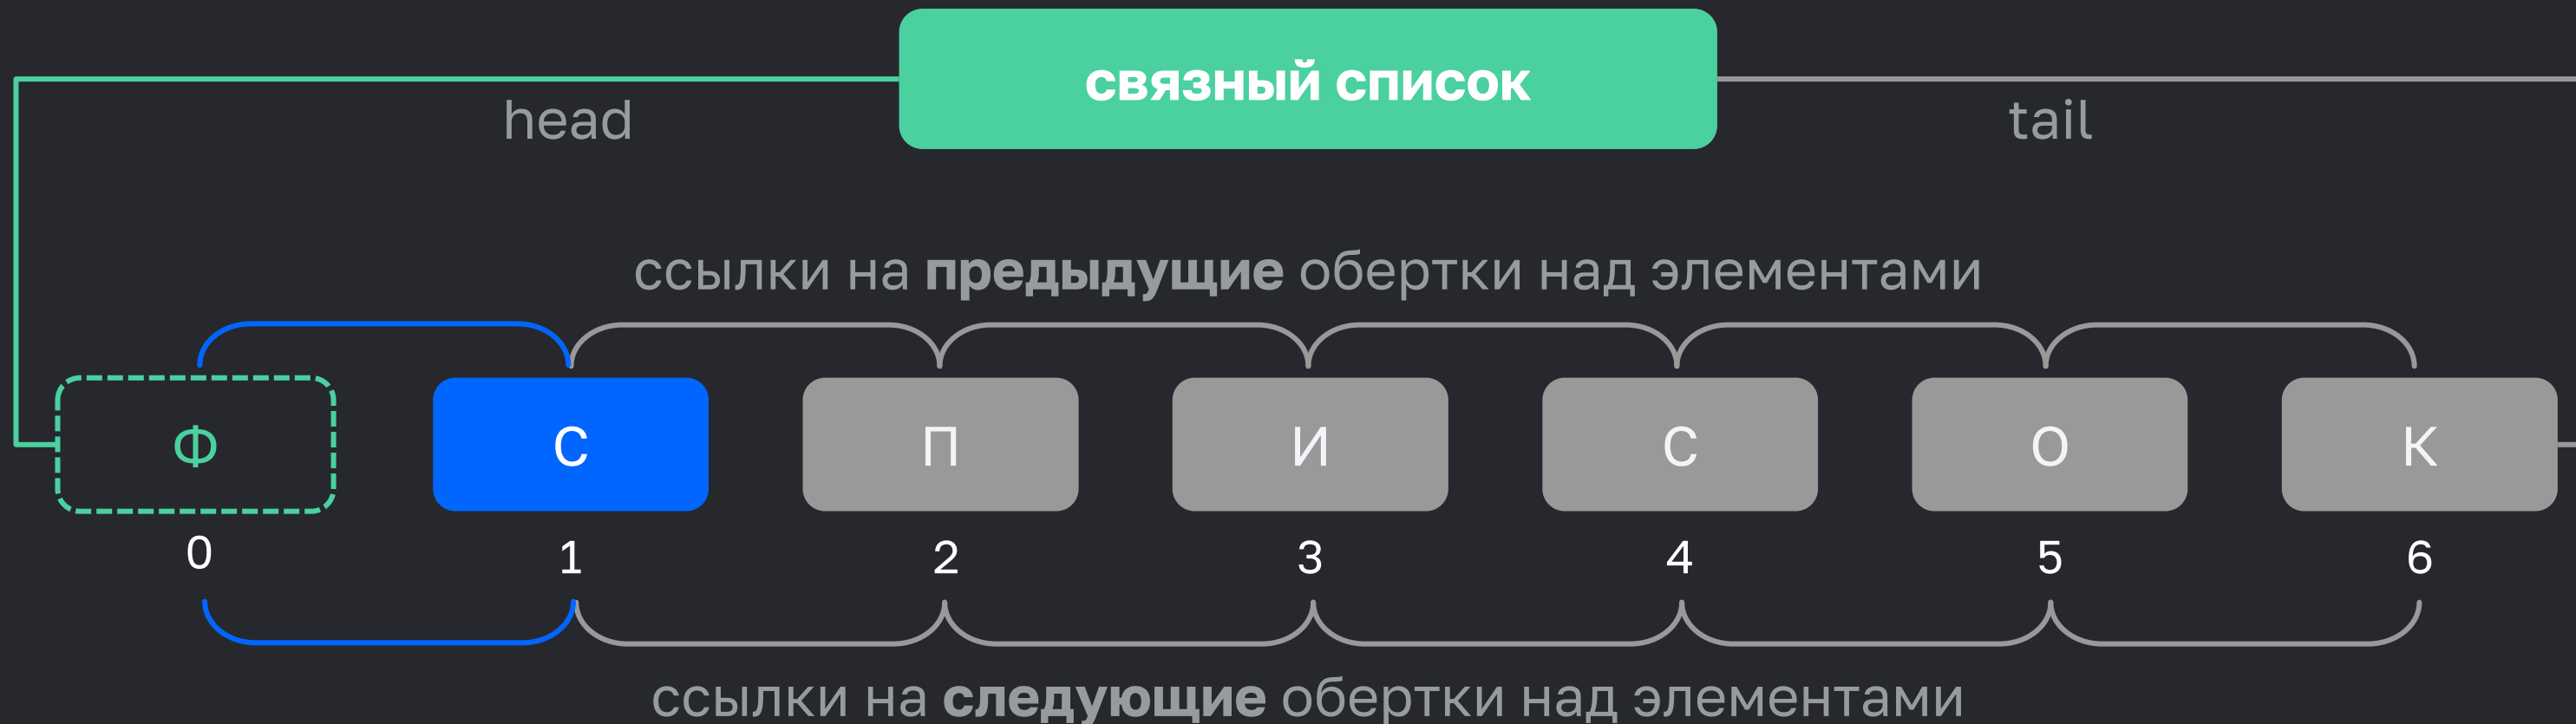 связный список
head
tail
ссылки на предыдущие обертки над элементами
Ф С П И С О К
0 1 2 3 4 5 6
ссылки на следующие обертки над элементами